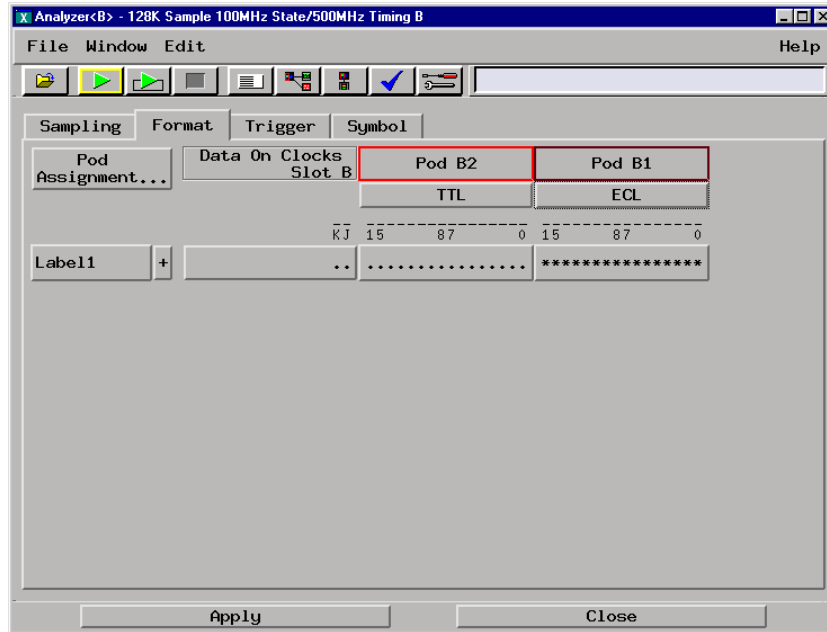 Analyzer<B> - 128K Sample 100MHz State/500MHz Timing B
File Window Edit Help
Sampling Format Trigger Symbol
Pod Assignment...
Data On Clocks
Slot B
Pod B2 Pod B1
TTL ECL
KJ 15 87 0 15 87 0
Label1 + .. ................ ****************
Apply Close